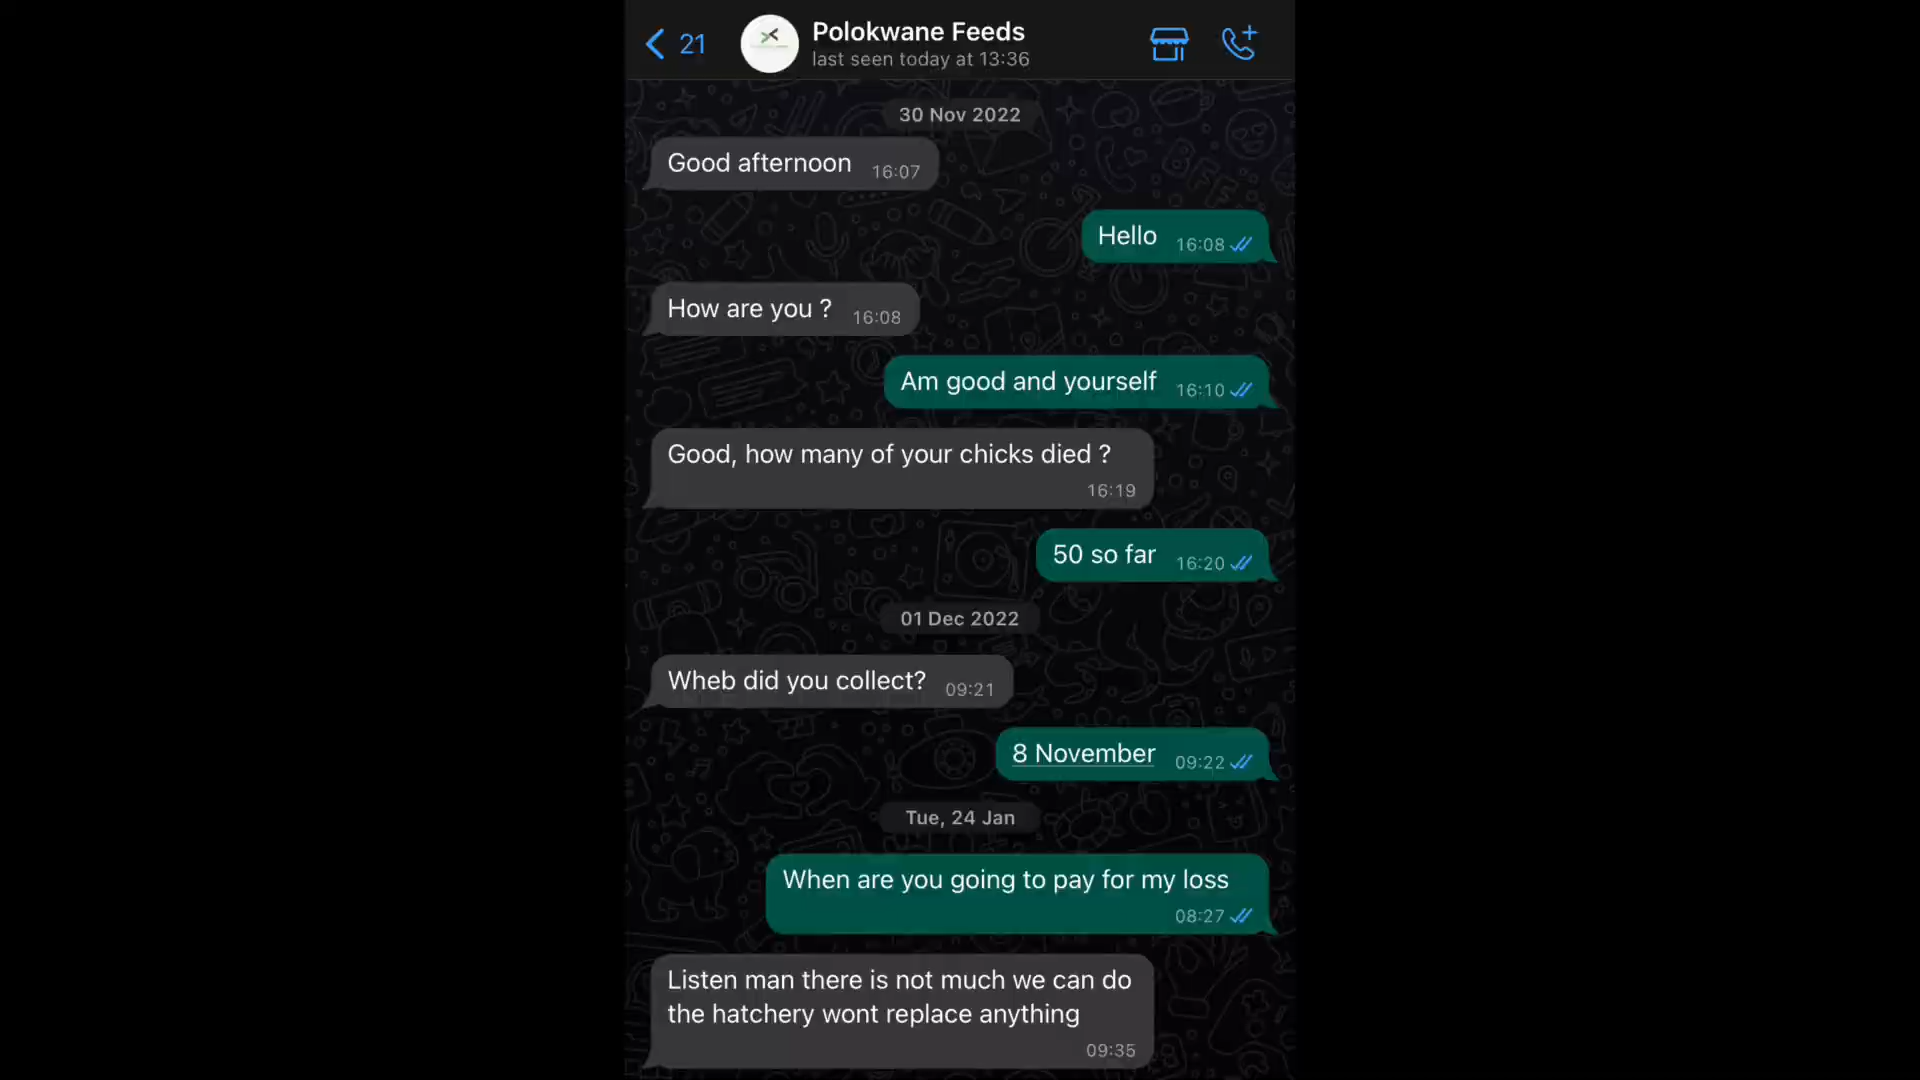 21
Polokwane Feeds
last seen today at 13:36
30 Nov 2022
Good afternoon 16:07
Hello 16:08
How are you ? 16:08
Am good and yourself 16:10
Good, how many of your chicks died ?
16:19
50 so far 16:20
01 Dec 2022
Wheb did you collect? 09:21
8 November 09:22
Tue, 24 Jan
When are you going to pay for my loss
08:27
Listen man there is not much we can do
the hatchery wont replace anything
09:35